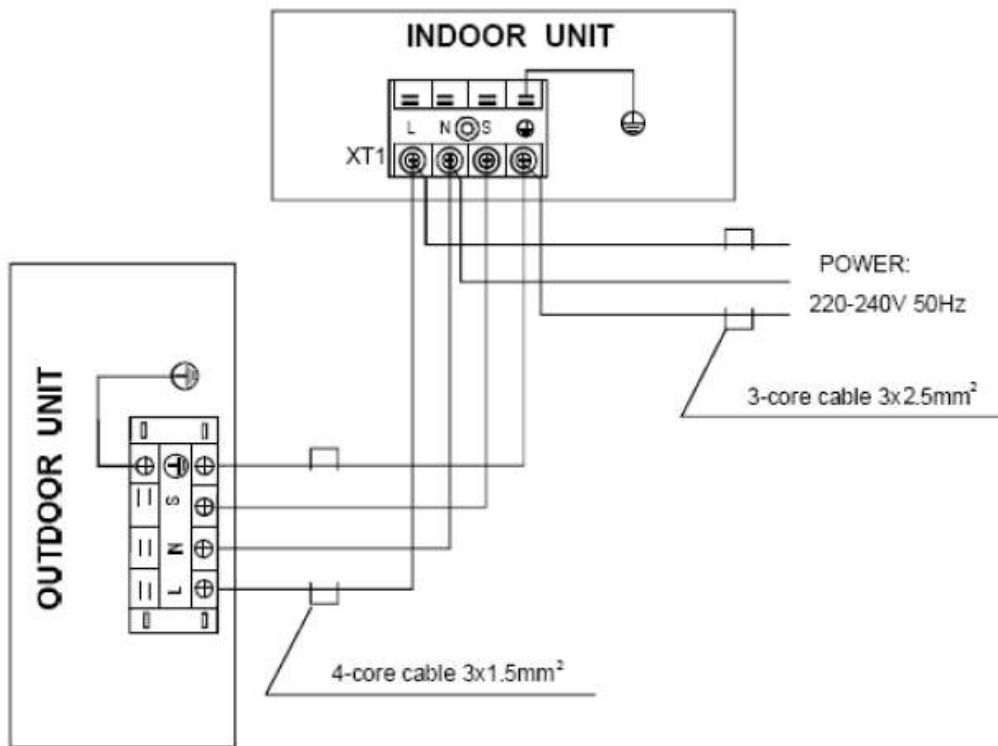 INDOOR UNIT
L N S
XT1
POWER:
220-240V 50Hz
3-core cable 3x2.5mm²
OUTDOOR UNIT
S
N
L
4-core cable 3x1.5mm²